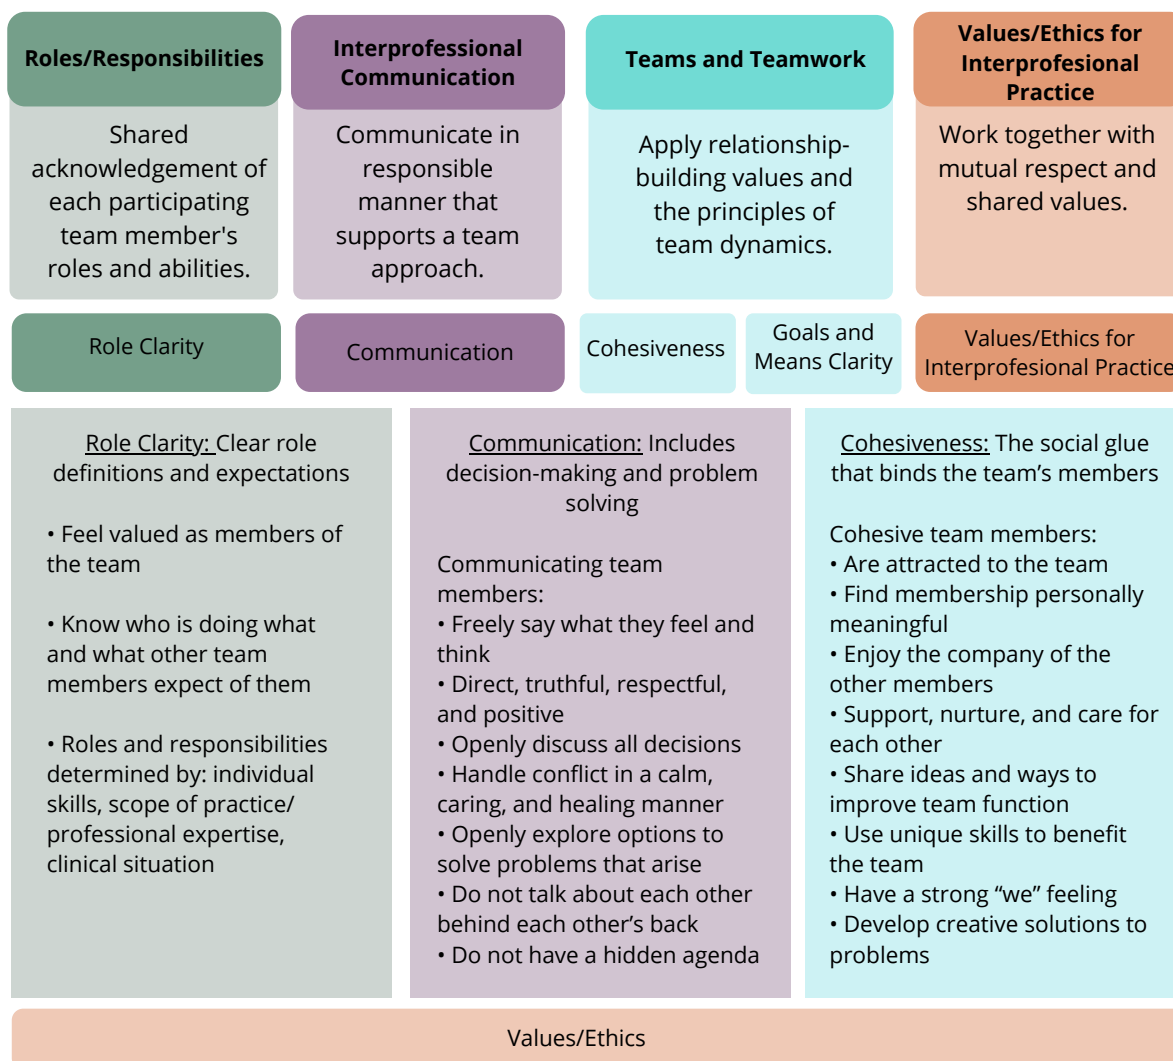 Roles/Responsibilities
Shared
acknowledgement of
each participating
team member's
roles and abilities.
Interprofessional
Communication
Communicate in
responsible
manner that
supports a team
approach.
Teams and Teamwork
Apply relationship-
building values and
the principles of
team dynamics.
Values/Ethics for
Interprofesional
Practice
Work together with
mutual respect and
shared values.
Role Clarity
Communication
Cohesiveness
Goals and
Means Clarity
Values/Ethics for
Interprofesional Practice
Role Clarity: Clear role
definitions and expectations
• Feel valued as members of
the team
• Know who is doing what
and what other team
members expect of them
• Roles and responsibilities
determined by: individual
skills, scope of practice/
professional expertise,
clinical situation
Communication: Includes
decision-making and problem
solving
Communicating team
members:
• Freely say what they feel and
think
• Direct, truthful, respectful,
and positive
• Openly discuss all decisions
• Handle conflict in a calm,
caring, and healing manner
• Openly explore options to
solve problems that arise
• Do not talk about each other
behind each other’s back
• Do not have a hidden agenda
Cohesiveness: The social glue
that binds the team’s members
Cohesive team members:
• Are attracted to the team
• Find membership personally
meaningful
• Enjoy the company of the
other members
• Support, nurture, and care for
each other
• Share ideas and ways to
improve team function
• Use unique skills to benefit
the team
• Have a strong “we” feeling
• Develop creative solutions to
problems
Values/Ethics